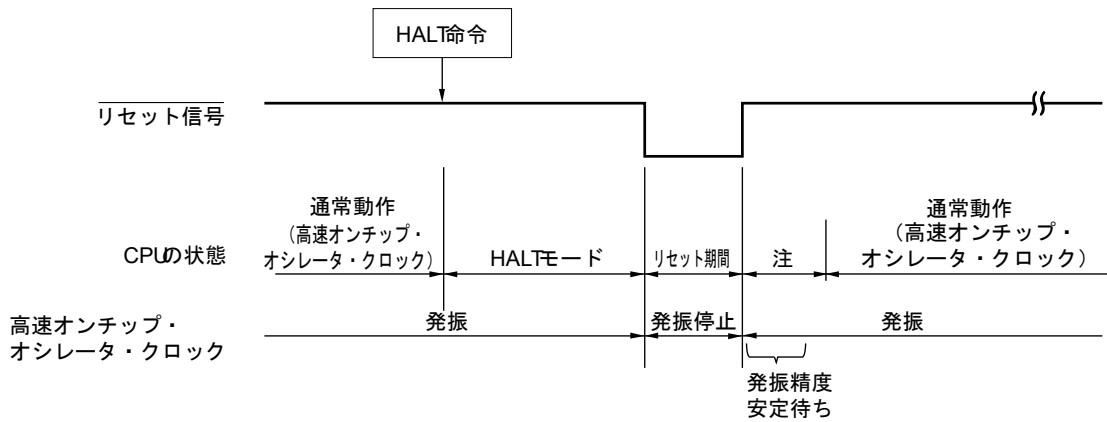 HALT命令
リセット信号
通常動作
(高速オンチップ・
オシレータ・クロック)
CPUの状態
HALTモード
リセット期間
注
通常動作
(高速オンチップ・
オシレータ・クロック)
高速オンチップ・
オシレータ・クロック
発振
発振停止
発振
発振精度
安定待ち